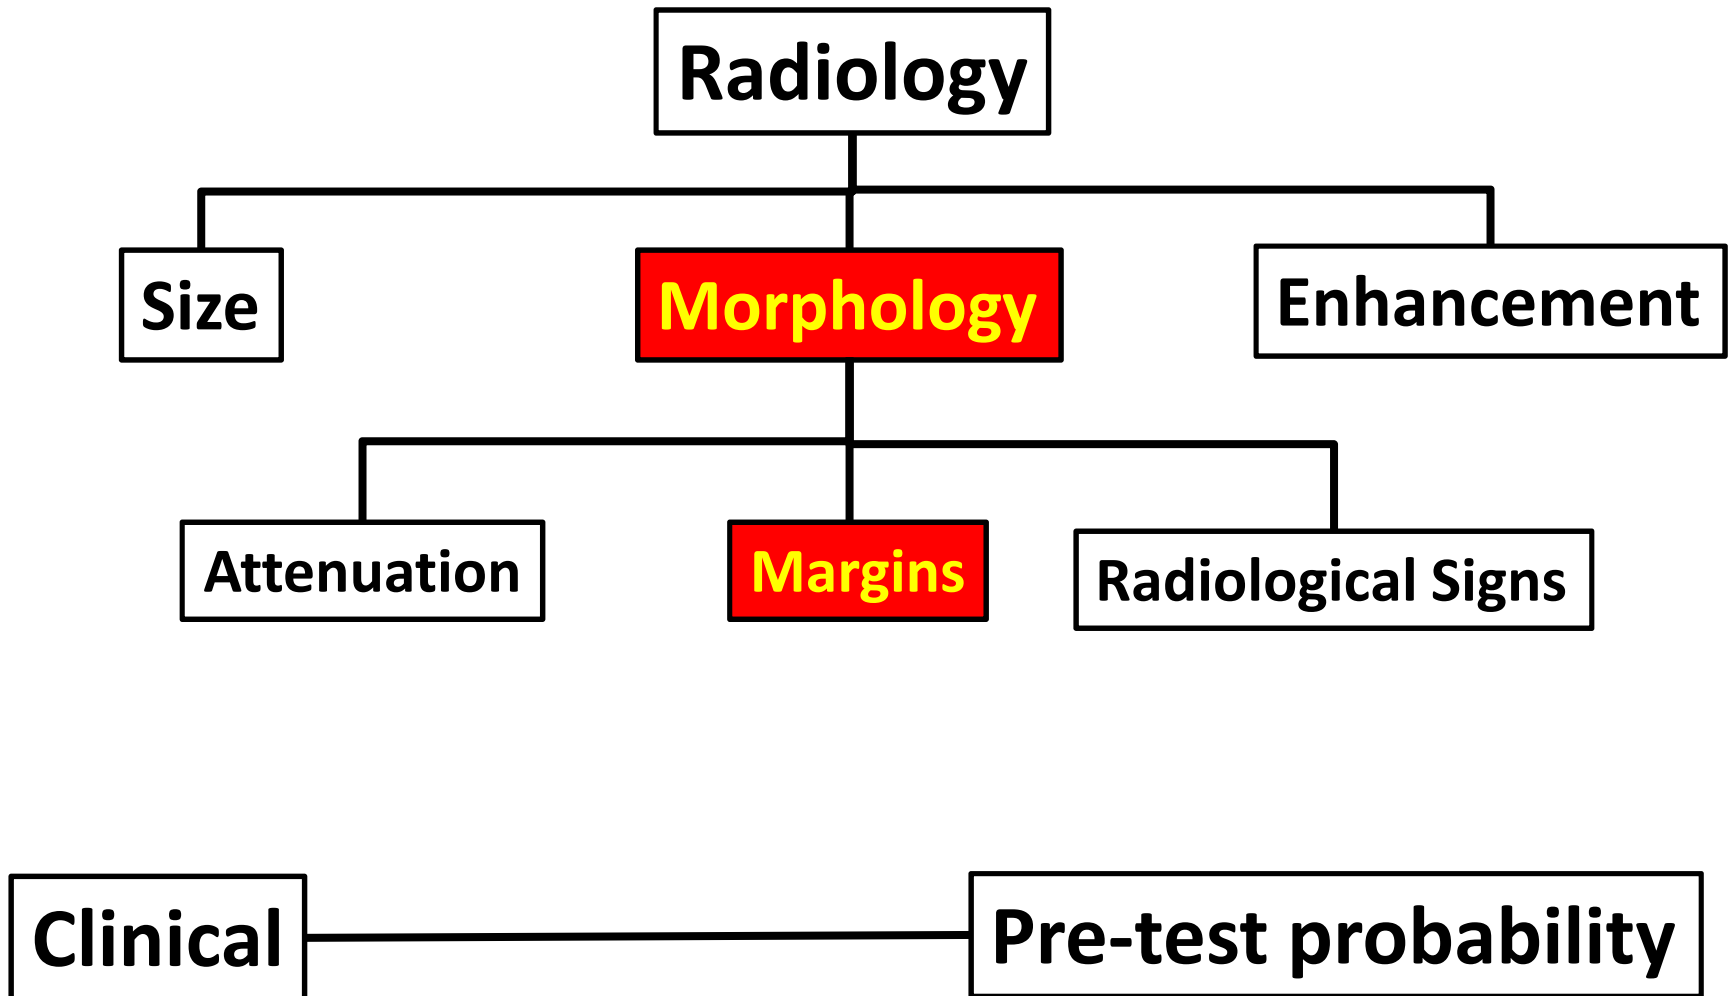 Radiology
Size
Morphology
Enhancement
Attenuation
Margins
Radiological Signs
Clinical
Pre-test probability